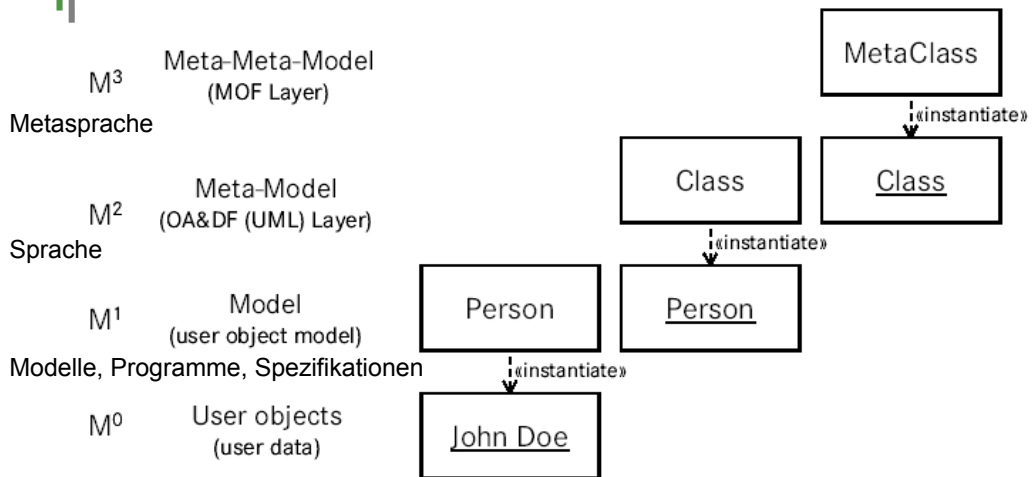 MetaClass
M³ Meta-Meta-Model
(MOF Layer)
Metasprache
«instantiate»
Class
Class
M² Meta-Model
(OA&DF (UML) Layer)
Sprache
«instantiate»
M¹ Model
(user object model)
Person
Person
Modelle, Programme, Spezifikationen
«instantiate»
M⁰ User objects
(user data)
John Doe